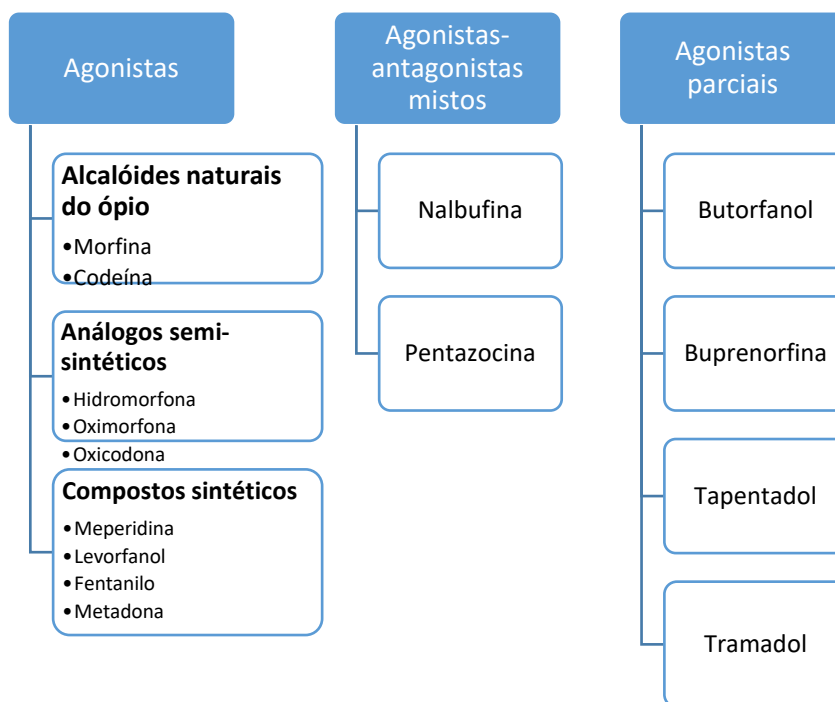 Agonistas
Alcalóides naturais
do ópio
•Morfina
•Codeína
Análogos semi-
sintéticos
•Hidromorfona
•Oximorfona
•Oxicodona
Compostos sintéticos
•Meperidina
•Levorfanol
•Fentanilo
•Metadona
Agonistas-
antagonistas
mistos
Nalbufina
Pentazocina
Agonistas
parciais
Butorfanol
Buprenorfina
Tapentadol
Tramadol